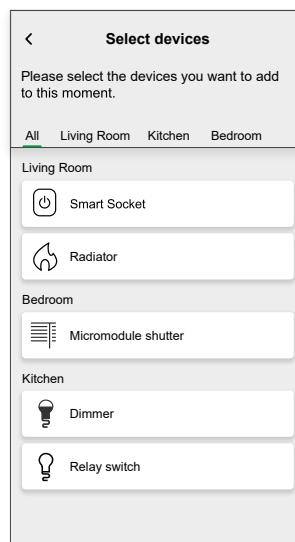 Select devices
Please select the devices you want to add
to this moment.
All Living Room Kitchen Bedroom
Living Room
Smart Socket
Radiator
Bedroom
Micromodule shutter
Kitchen
Dimmer
Relay switch